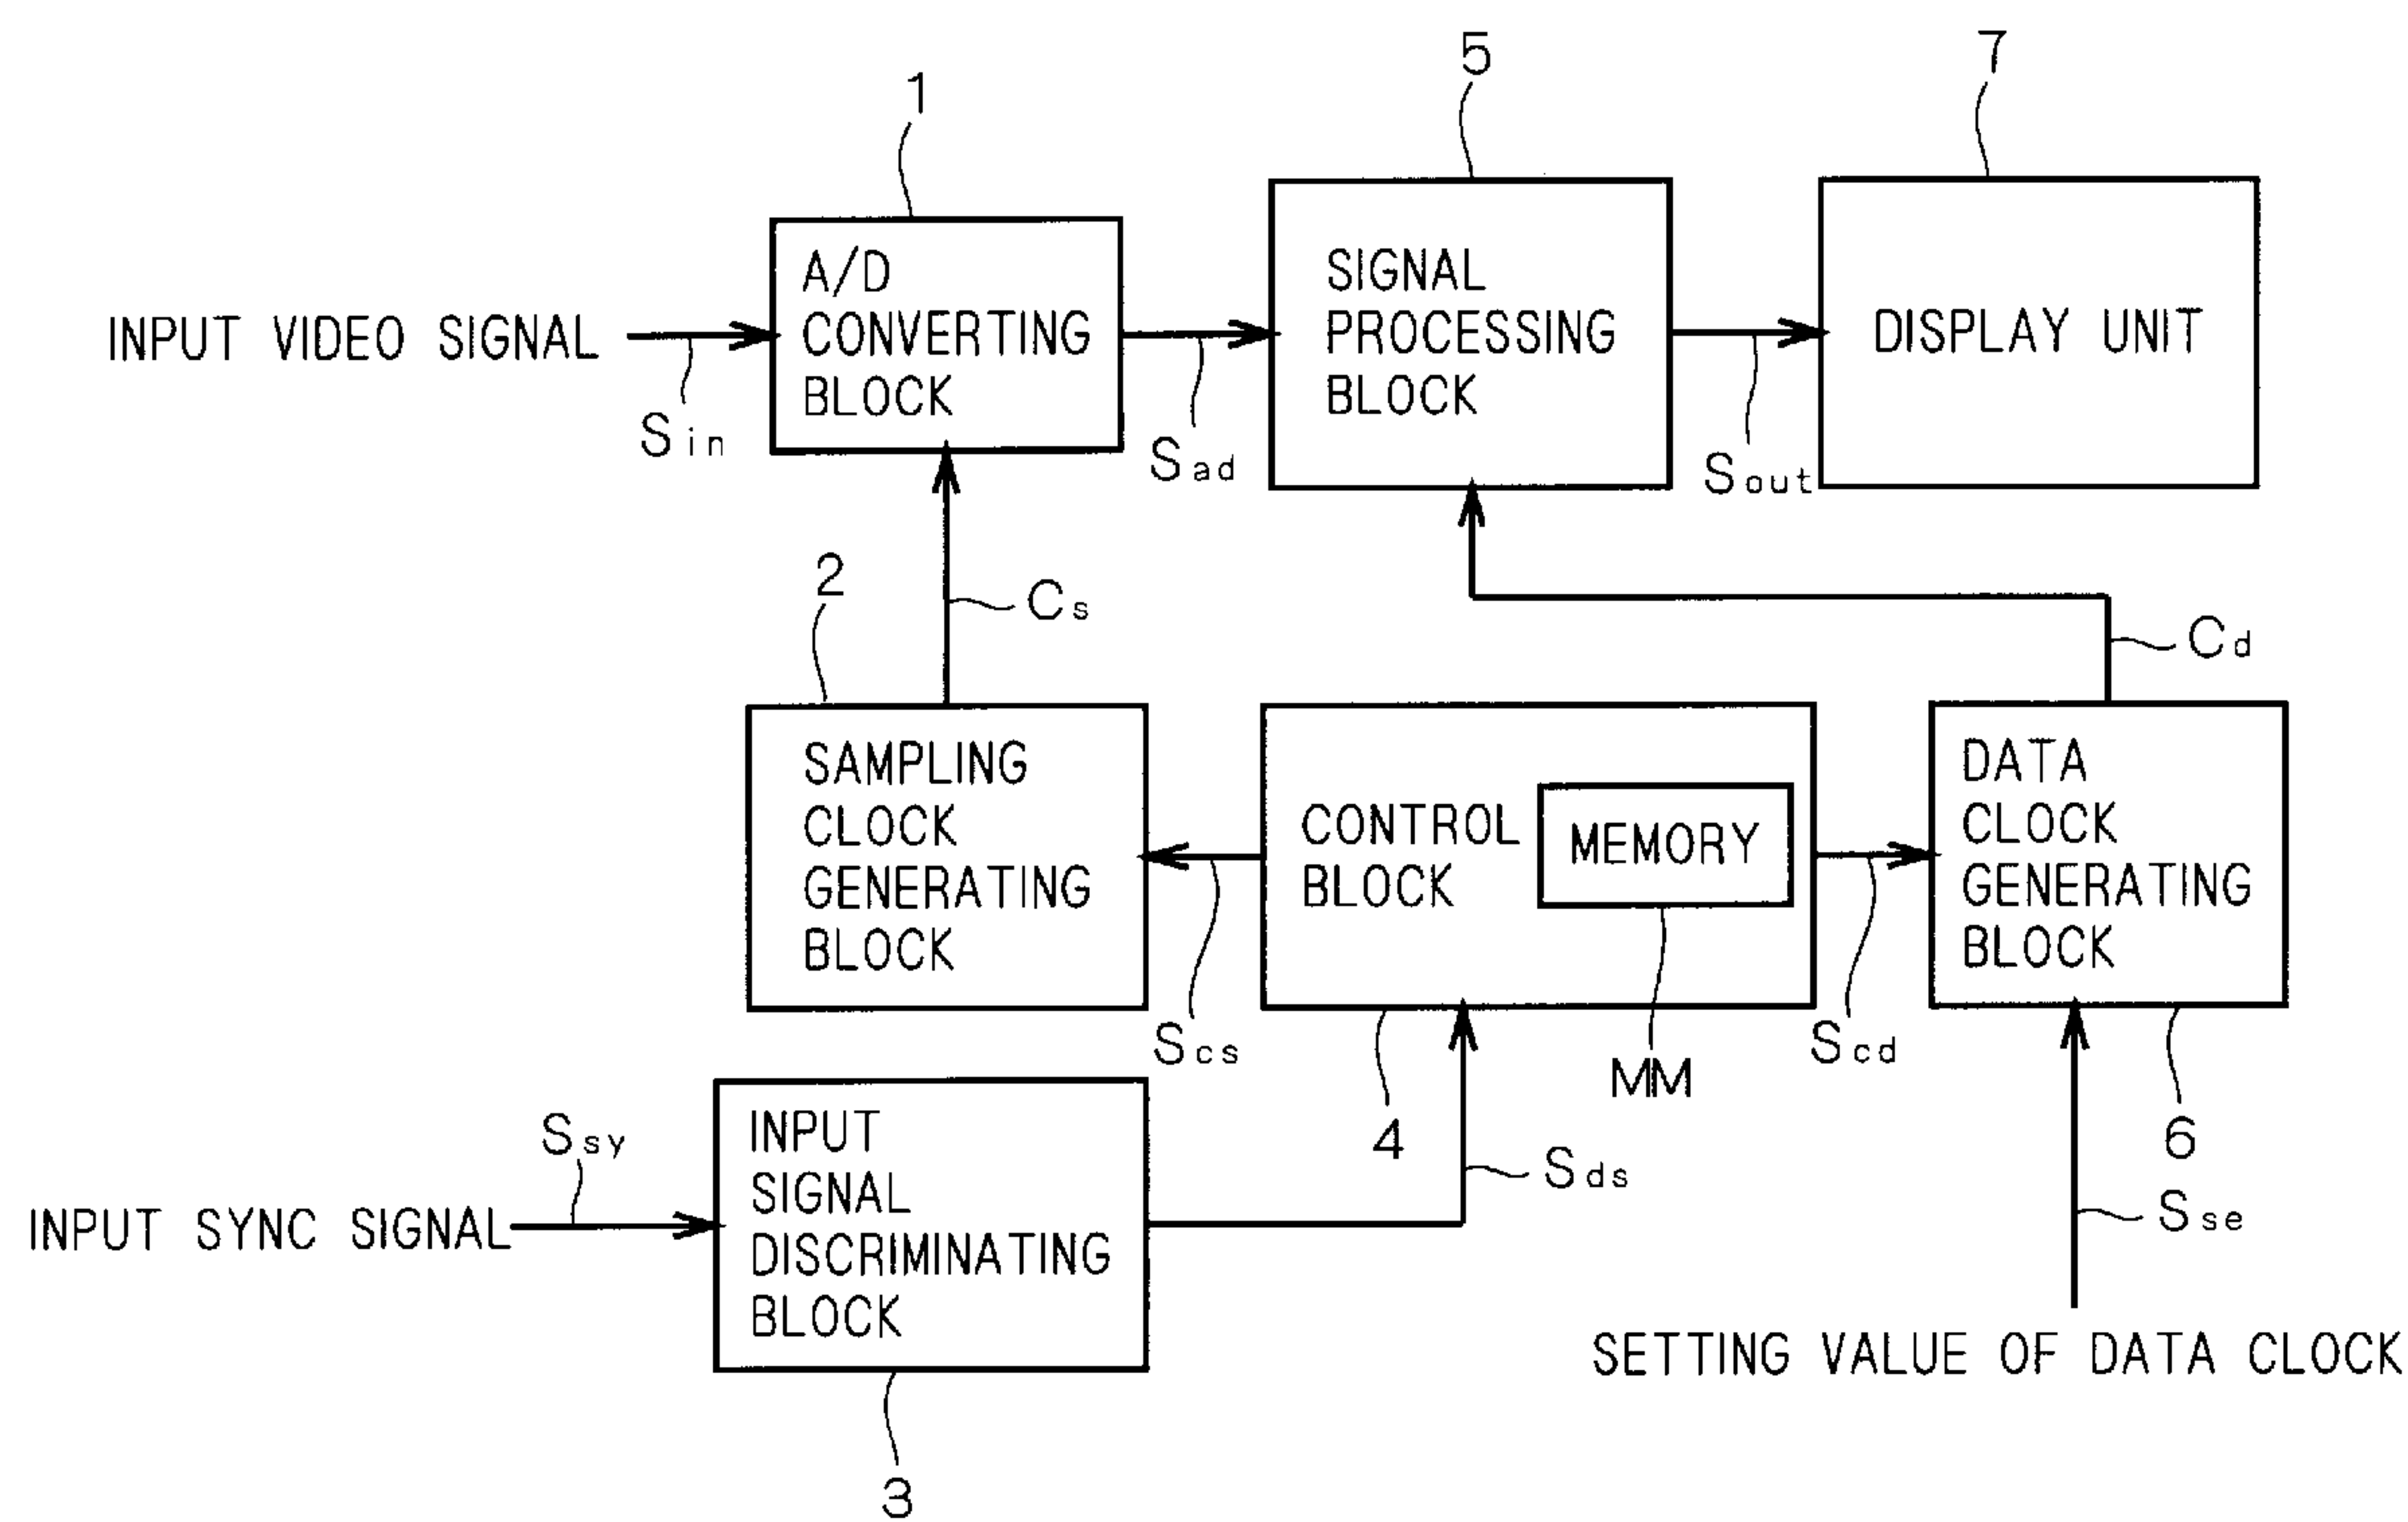 1
5
7
A/D
CONVERTING
BLOCK
SIGNAL
PROCESSING
BLOCK
DISPLAY UNIT
INPUT VIDEO SIGNAL
Sin
Sad
Sout
2
Cs
Cd
SAMPLING
CLOCK
GENERATING
BLOCK
CONTROL
BLOCK
MEMORY
DATA
CLOCK
GENERATING
BLOCK
Scs
4
MM
Scd
6
Ssy
INPUT SYNC SIGNAL
INPUT
SIGNAL
DISCRIMINATING
BLOCK
Sds
Sse
3
SETTING VALUE OF DATA CLOCK